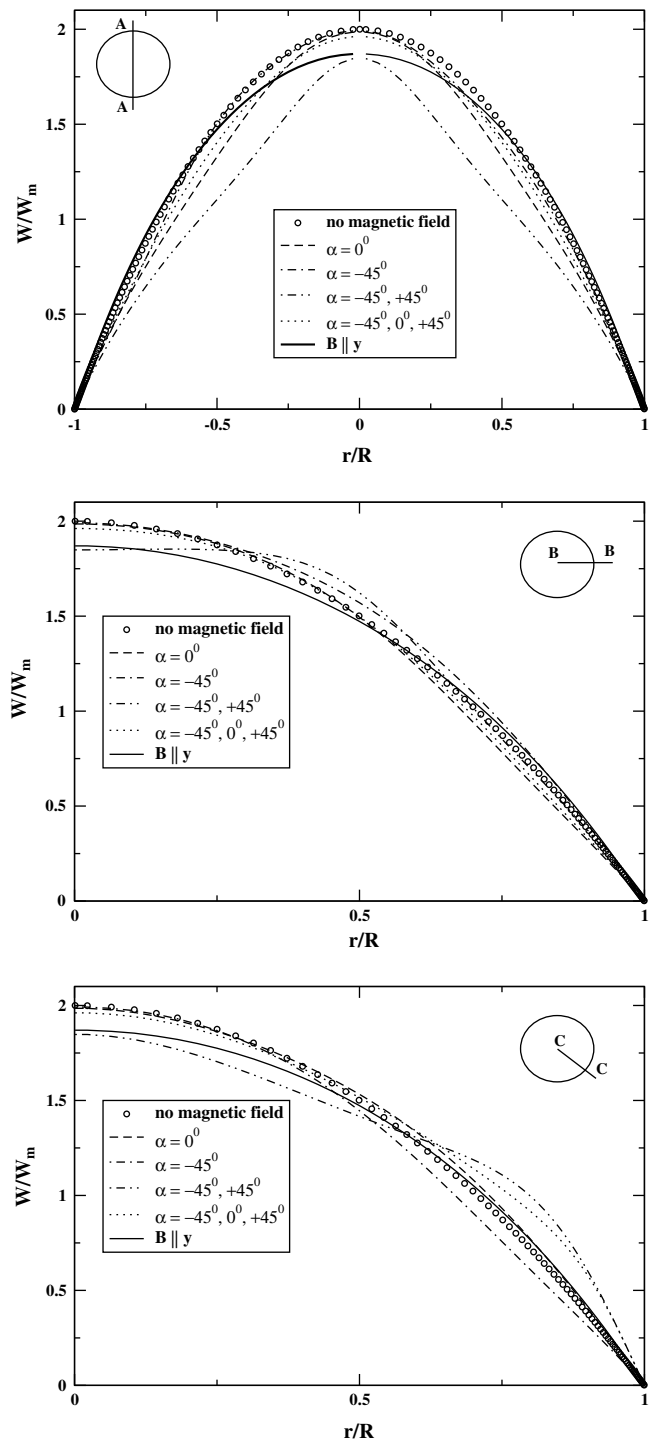 A
A
2
1.5
1
0.5
0
W/Wₘ
no magnetic field
α = 0⁰
α = −45⁰
α = −45⁰, +45⁰
α = −45⁰, 0⁰, +45⁰
B || y
-1 -0.5 0 0.5 1
r/R
B B
2
1.5
1
0.5
0
W/Wₘ
no magnetic field
α = 0⁰
α = −45⁰
α = −45⁰, +45⁰
α = −45⁰, 0⁰, +45⁰
B || y
0 0.5 1
r/R
C
C
2
1.5
1
0.5
0
W/Wₘ
no magnetic field
α = 0⁰
α = −45⁰
α = −45⁰, +45⁰
α = −45⁰, 0⁰, +45⁰
B || y
0 0.5 1
r/R